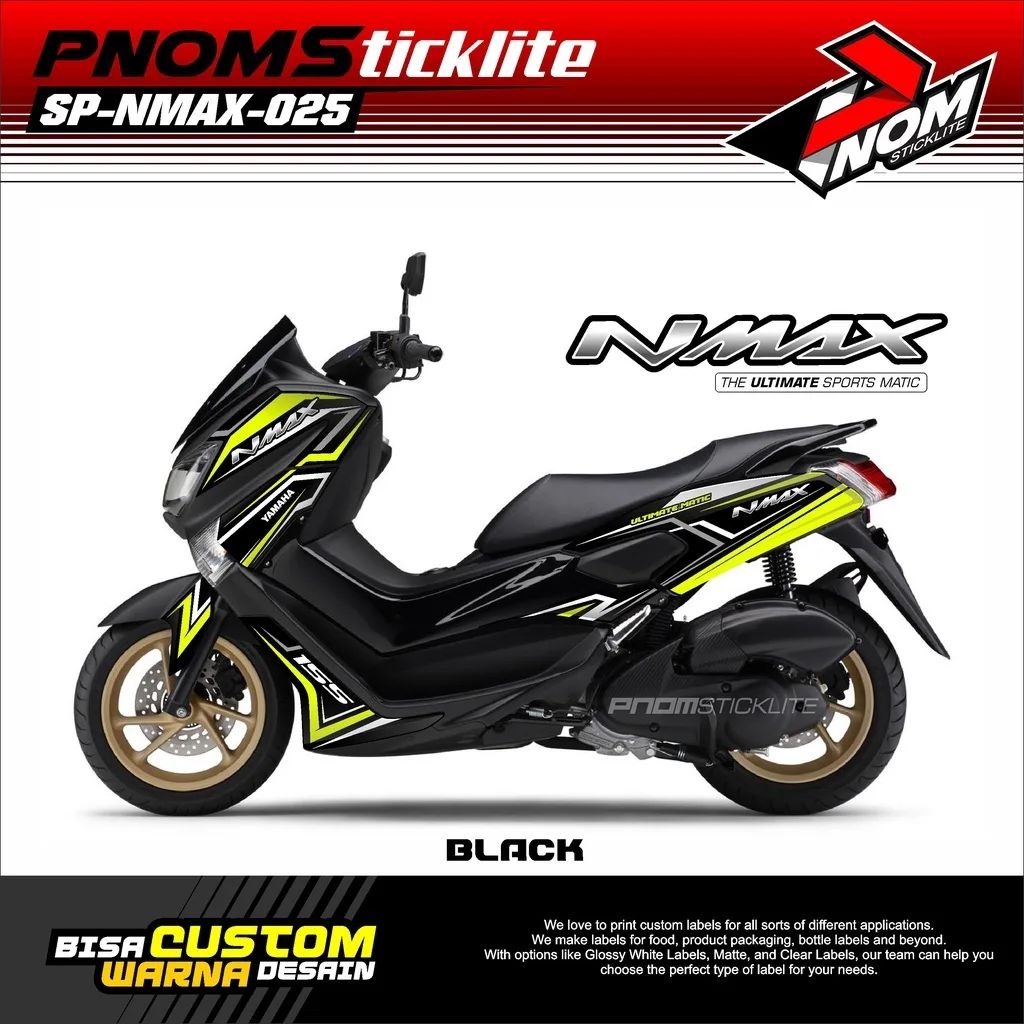 PNOMSticklite
SP-NMAX-025
PNOM
STICKLITE
NMAX
THE ULTIMATE SPORTS MATIC
NMAX
YAMAHA
ULTIMATE MATIC
NMAX
155
PNOMSTICKLITE
BLACK
BISA CUSTOM
WARNA DESAIN
We love to print custom labels for all sorts of different applications.
We make labels for food, product packaging, bottle labels and beyond.
With options like Glossy White Labels, Matte, and Clear Labels, our team can help you
choose the perfect type of label for your needs.